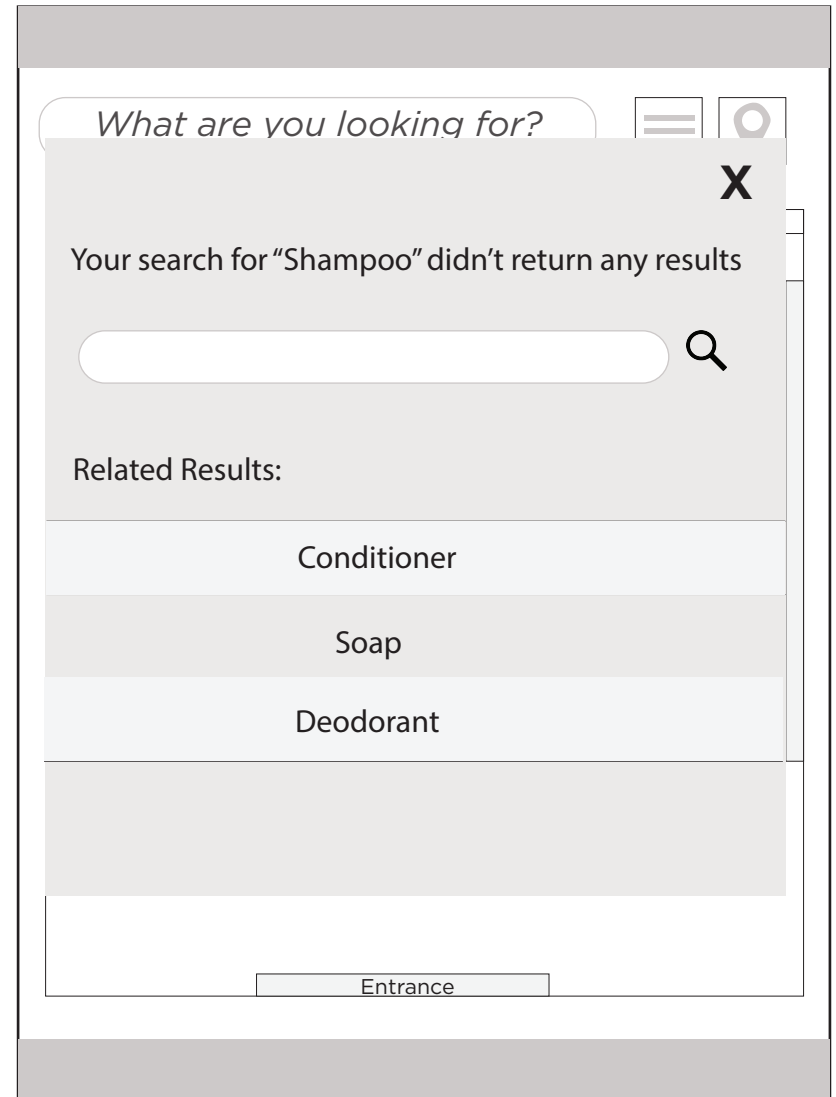 What are you looking for?
X
Your search for “Shampoo” didn’t return any results
Related Results:
Conditioner
Soap
Deodorant
Entrance